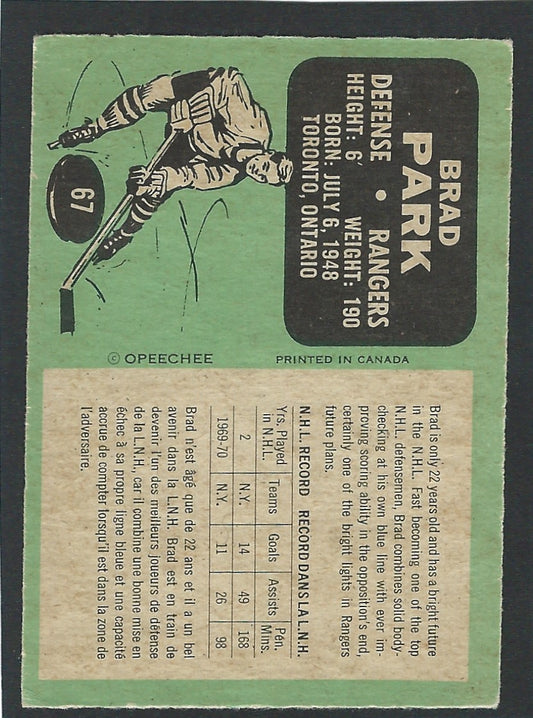 BRAD
PARK
DEFENSE • RANGERS
HEIGHT: 6' WEIGHT: 190
BORN: JULY 6, 1948
TORONTO, ONTARIO
67
© OPEECHEE PRINTED IN CANADA
Brad is only 22 years old and has a bright future
in the N.H.L. Fast becoming one of the top
N.H.L. defensemen, Brad combines solid body-
checking at his own blue line with ever im-
proving scoring ability in the opposition's end,
certainly one of the bright lights in Rangers
future plans.
N.H.L. RECORD RECORD DANS LA L.N.H.
Yrs. Played in N.H.L. Teams Goals Assists Pen. Mns.
2 N.Y. 14 49 168
1969-70 N.Y. 11 26 98
Brad n'est âgé que de 22 ans et il a un bel
avenir dans la L.N.H. Brad est en train de
devenir l'un des meilleurs joueurs de défense
de la L.N.H. car il combine une bonne mise en
échec à sa propre ligne bleue et une capacité
accrue de compter lorsqu'il est dans la zone de
l'adversaire.